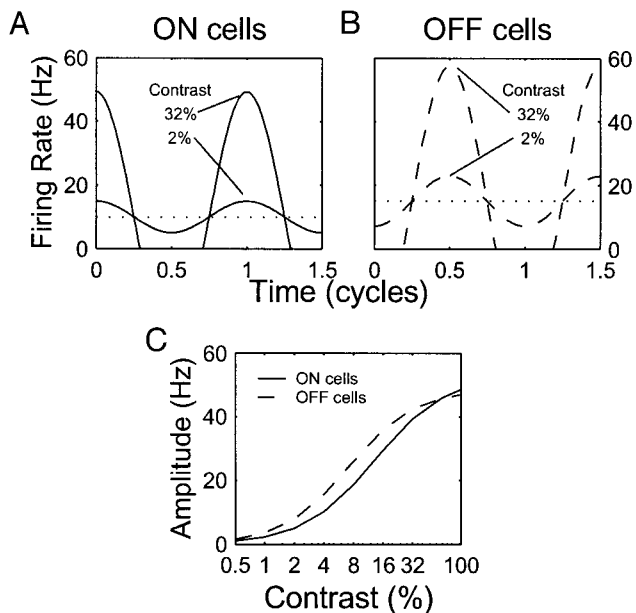 A
ON cells
B
OFF cells
Firing Rate (Hz)
60
40
20
0
Contrast
32%
2%
0
0.5
1
1.5
Contrast
32%
2%
60
40
20
0
0
0.5
1
1.5
Time (cycles)
C
Amplitude (Hz)
60
40
20
0
ON cells
OFF cells
0.5 1 2 4 8 16 32 100
Contrast (%)